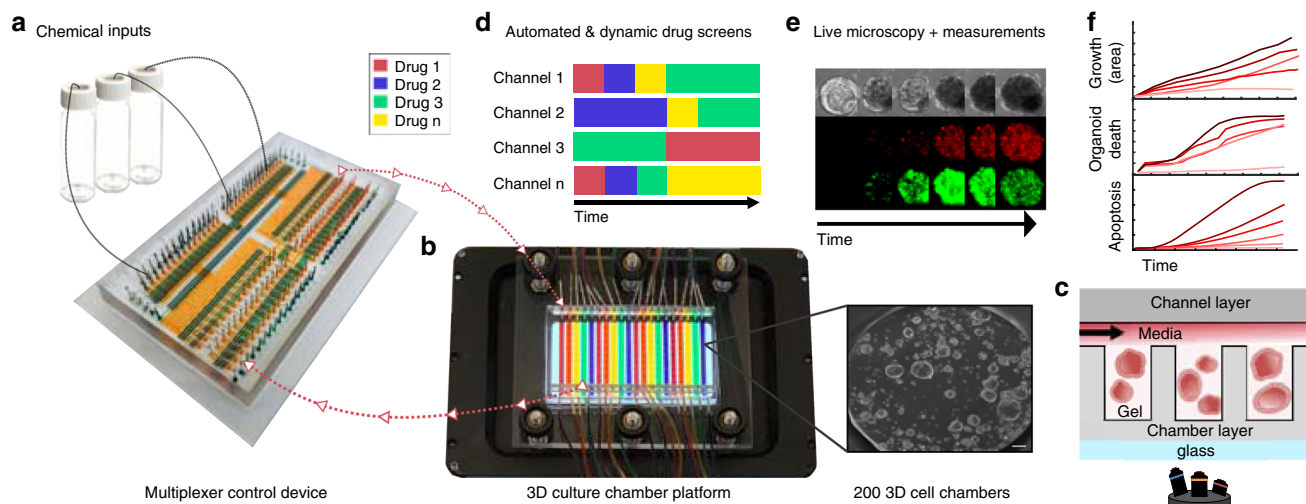 a
Chemical inputs
Drug 1
Drug 2
Drug 3
Drug n
Multiplexer control device
b
3D culture chamber platform
200 3D cell chambers
d
Automated & dynamic drug screens
Channel 1
Channel 2
Channel 3
Channel n
Time
e
Live microscopy + measurements
Time
f
Growth
(area)
Organoid
death
Apoptosis
Time
c
Channel layer
Media
Gel
Chamber layer
glass